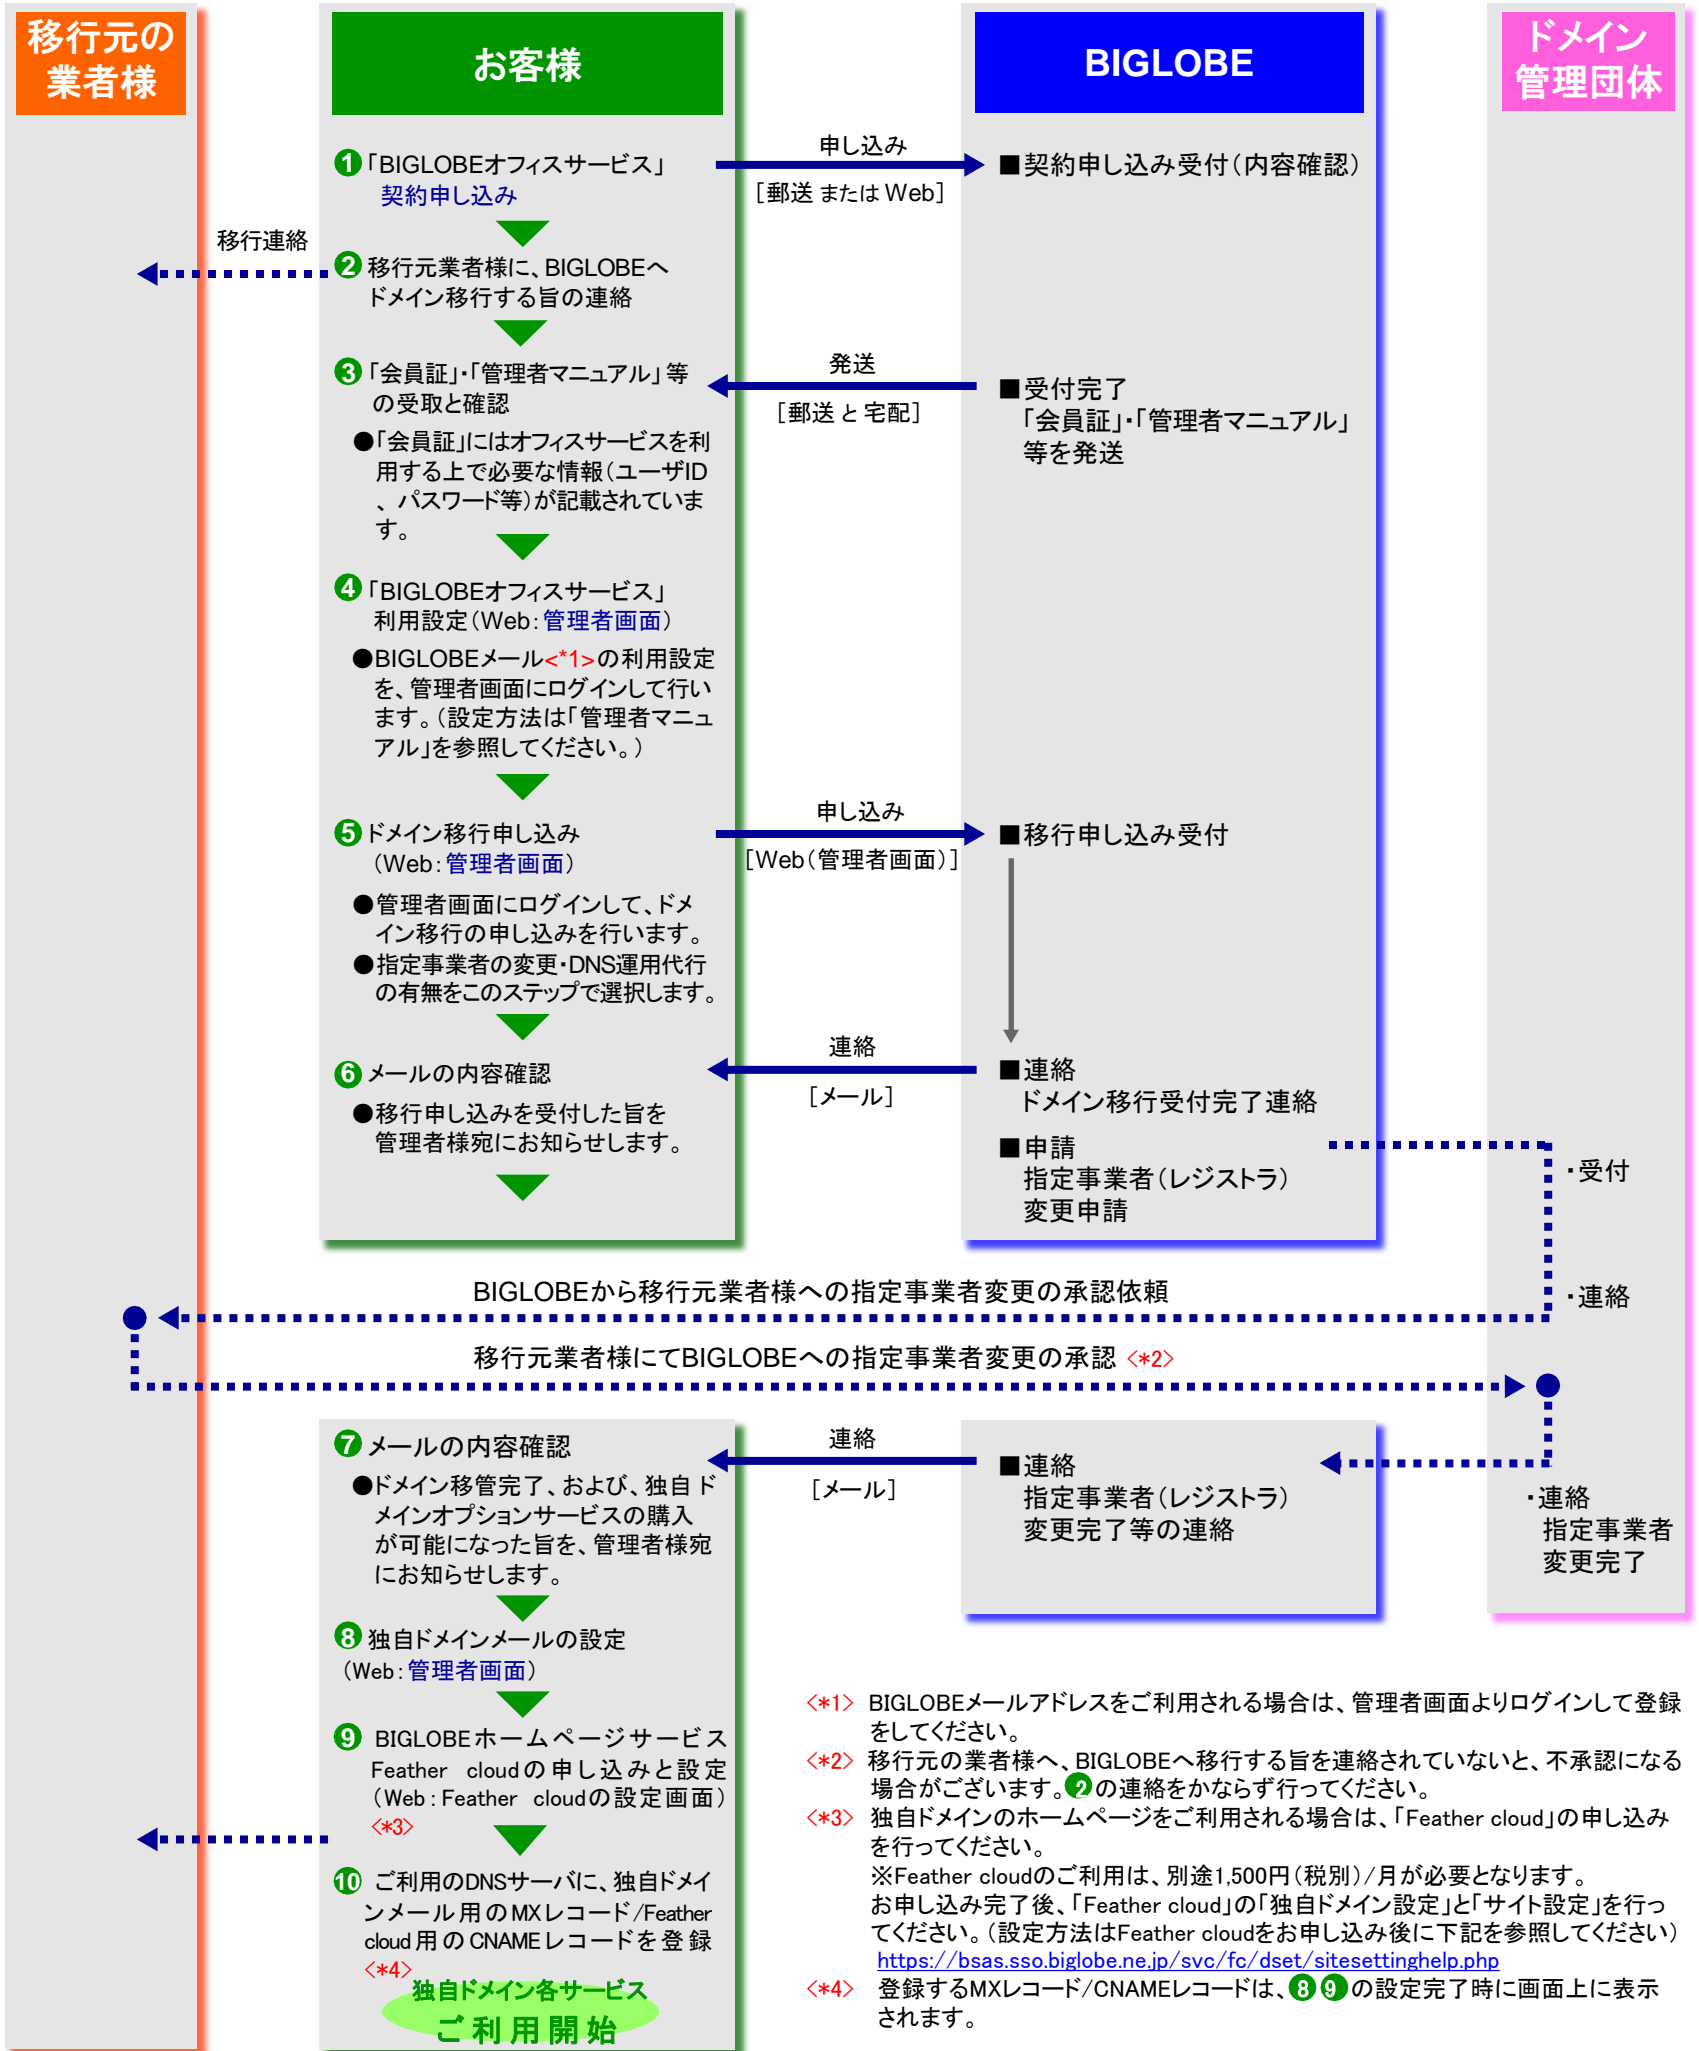 移行元の
業者様
お客様
BIGLOBE
ドメイン
管理団体
❶「BIGLOBEオフィスサービス」
契約申し込み
申し込み
[郵送 または Web]
■契約申し込み受付（内容確認）
移行連絡
❷移行元業者様に、BIGLOBEへ
ドメイン移行する旨の連絡
❸「会員証」・「管理者マニュアル」等
の受取と確認
発送
[郵送 と 宅配]
■受付完了
「会員証」・「管理者マニュアル」
等を発送
●「会員証」にはオフィスサービスを利
用する上で必要な情報（ユーザID
、パスワード等）が記載されていま
す。
❹「BIGLOBEオフィスサービス」
利用設定（Web：管理者画面）
●BIGLOBEメール<*1>の利用設定
を、管理者画面にログインして行い
ます。（設定方法は「管理者マニュ
アル」を参照してください。）
❺ドメイン移行申し込み
（Web：管理者画面）
申し込み
[Web（管理者画面）]
■移行申し込み受付
●管理者画面にログインして、ドメ
イン移行の申し込みを行います。
●指定事業者の変更・DNS運用代行
の有無をこのステップで選択します。
❻メールの内容確認
連絡
[メール]
■連絡
ドメイン移行受付完了連絡
●移行申し込みを受付した旨を
管理者様宛にお知らせします。
■申請
指定事業者（レジストラ）
変更申請
・受付
BIGLOBEから移行元業者様への指定事業者変更の承認依頼
・連絡
移行元業者様にてBIGLOBEへの指定事業者変更の承認 <*2>
❼メールの内容確認
連絡
[メール]
■連絡
指定事業者（レジストラ）
変更完了等の連絡
・連絡
指定事業者
変更完了
●ドメイン移管完了、および、独自ド
メインオプションサービスの購入
が可能になった旨を、管理者様宛
にお知らせします。
❽独自ドメインメールの設定
（Web：管理者画面）
❾ BIGLOBEホームページサービス
Feather cloudの申し込みと設定
（Web：Feather cloudの設定画面）
<*3>
❿ ご利用のDNSサーバに、独自ドメイ
ンメール用のMXレコード/Feather
cloud用のCNAMEレコードを登録
<*4>
独自ドメイン各サービス
ご利用開始
<*1> BIGLOBEメールアドレスをご利用される場合は、管理者画面よりログインして登録
をしてください。
<*2> 移行元の業者様へ、BIGLOBEへ移行する旨を連絡されていないと、不承認になる
場合がございます。❷の連絡をかならず行ってください。
<*3> 独自ドメインのホームページをご利用される場合は、「Feather cloud」の申し込み
を行ってください。
※Feather cloudのご利用は、別途1,500円（税別）/月が必要となります。
お申し込み完了後、「Feather cloud」の「独自ドメイン設定」と「サイト設定」を行っ
てください。（設定方法はFeather cloudをお申し込み後に下記を参照してください）
https://bsas.sso.biglobe.ne.jp/svc/fc/dset/sitesettinghelp.php
<*4> 登録するMXレコード/CNAMEレコードは、❽❾の設定完了時に画面上に表示
されます。